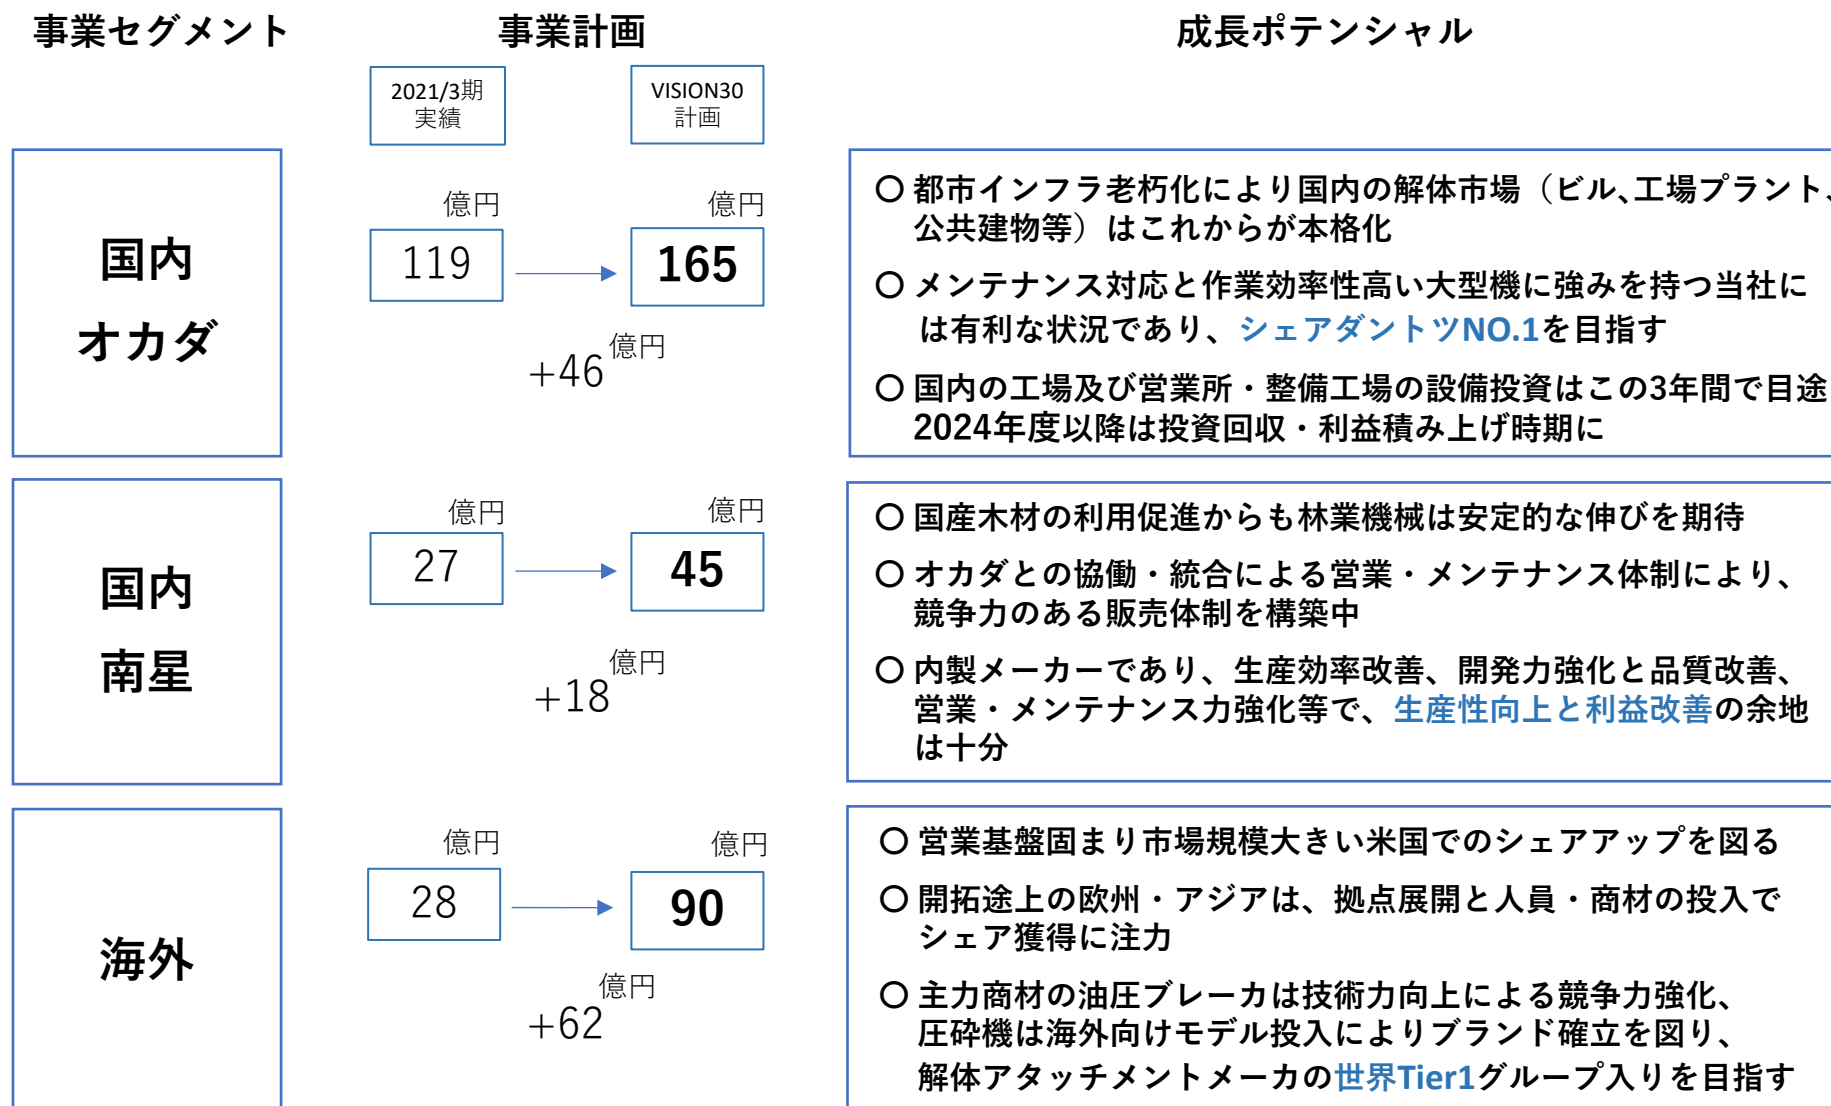 事業セグメント
事業計画
成長ポテンシャル
2021/3期
実績
VISION30
計画
国内
オカダ
億円
119
億円
165
+46億円
〇 都市インフラ老朽化により国内の解体市場（ビル、工場プラント、
公共建物等）はこれからが本格化
〇 メンテナンス対応と作業効率性高い大型機に強みを持つ当社に
は有利な状況であり、シェアダントツNO.1を目指す
〇 国内の工場及び営業所・整備工場の設備投資はこの3年間で目途
2024年度以降は投資回収・利益積み上げ時期に
国内
南星
億円
27
億円
45
+18億円
〇 国産木材の利用促進からも林業機械は安定的な伸びを期待
〇 オカダとの協働・統合による営業・メンテナンス体制により、
競争力のある販売体制を構築中
〇 内製メーカーであり、生産効率改善、開発力強化と品質改善、
営業・メンテナンス力強化等で、生産性向上と利益改善の余地
は十分
海外
億円
28
億円
90
+62億円
〇 営業基盤固まり市場規模大きい米国でのシェアアップを図る
〇 開拓途上の欧州・アジアは、拠点展開と人員・商材の投入で
シェア獲得に注力
〇 主力商材の油圧ブレーカは技術力向上による競争力強化、
圧砕機は海外向けモデル投入によりブランド確立を図り、
解体アタッチメントメーカの世界Tier1グループ入りを目指す